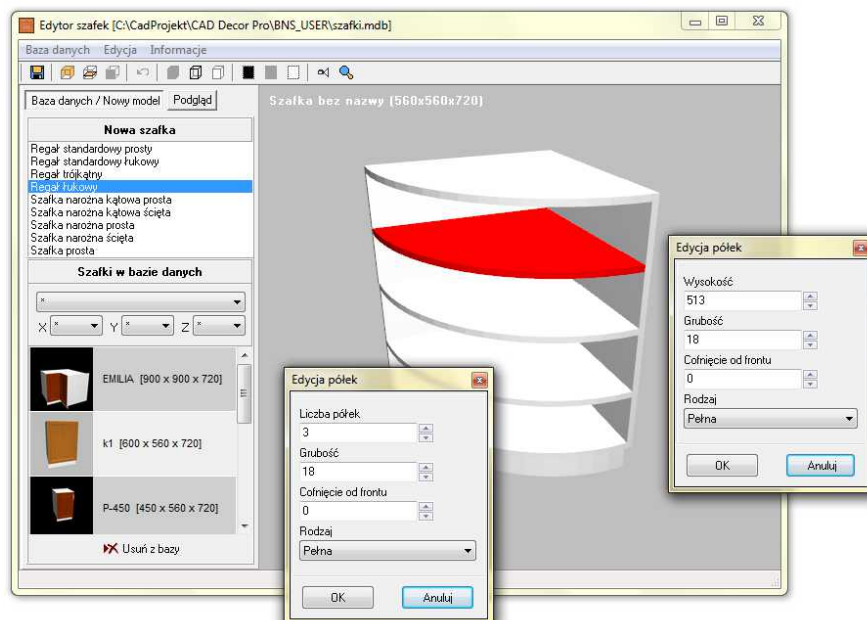 Edytor szafek [C:\CadProjekt\CAD Decor Pro\BNS_USER\szafki.mdb]
Baza danych Edycja Informacje
Baza danych / Nowy model Podgląd
Szafka bez nazwy (560x560x720)
Nowa szafka
Regał standardowy prosty
Regał standardowy łukowy
Regał trójkątny
Regał łukowy
Szafka narożna kątowa prosta
Szafka narożna kątowa ścięta
Szafka narożna prosta
Szafka narożna ścięta
Szafka prosta
Szafki w bazie danych
*
X * Y * Z *
EMILIA [900 x 900 x 720]
k1 [600 x 560 x 720]
P-450 [450 x 560 x 720]
Usuń z bazy
Edycja półek
Liczba półek
3
Grubość
18
Cofnięcie od frontu
0
Rodzaj
Pełna
OK Anuluj
Edycja półek
Wysokość
513
Grubość
18
Cofnięcie od frontu
0
Rodzaj
Pełna
OK Anuluj